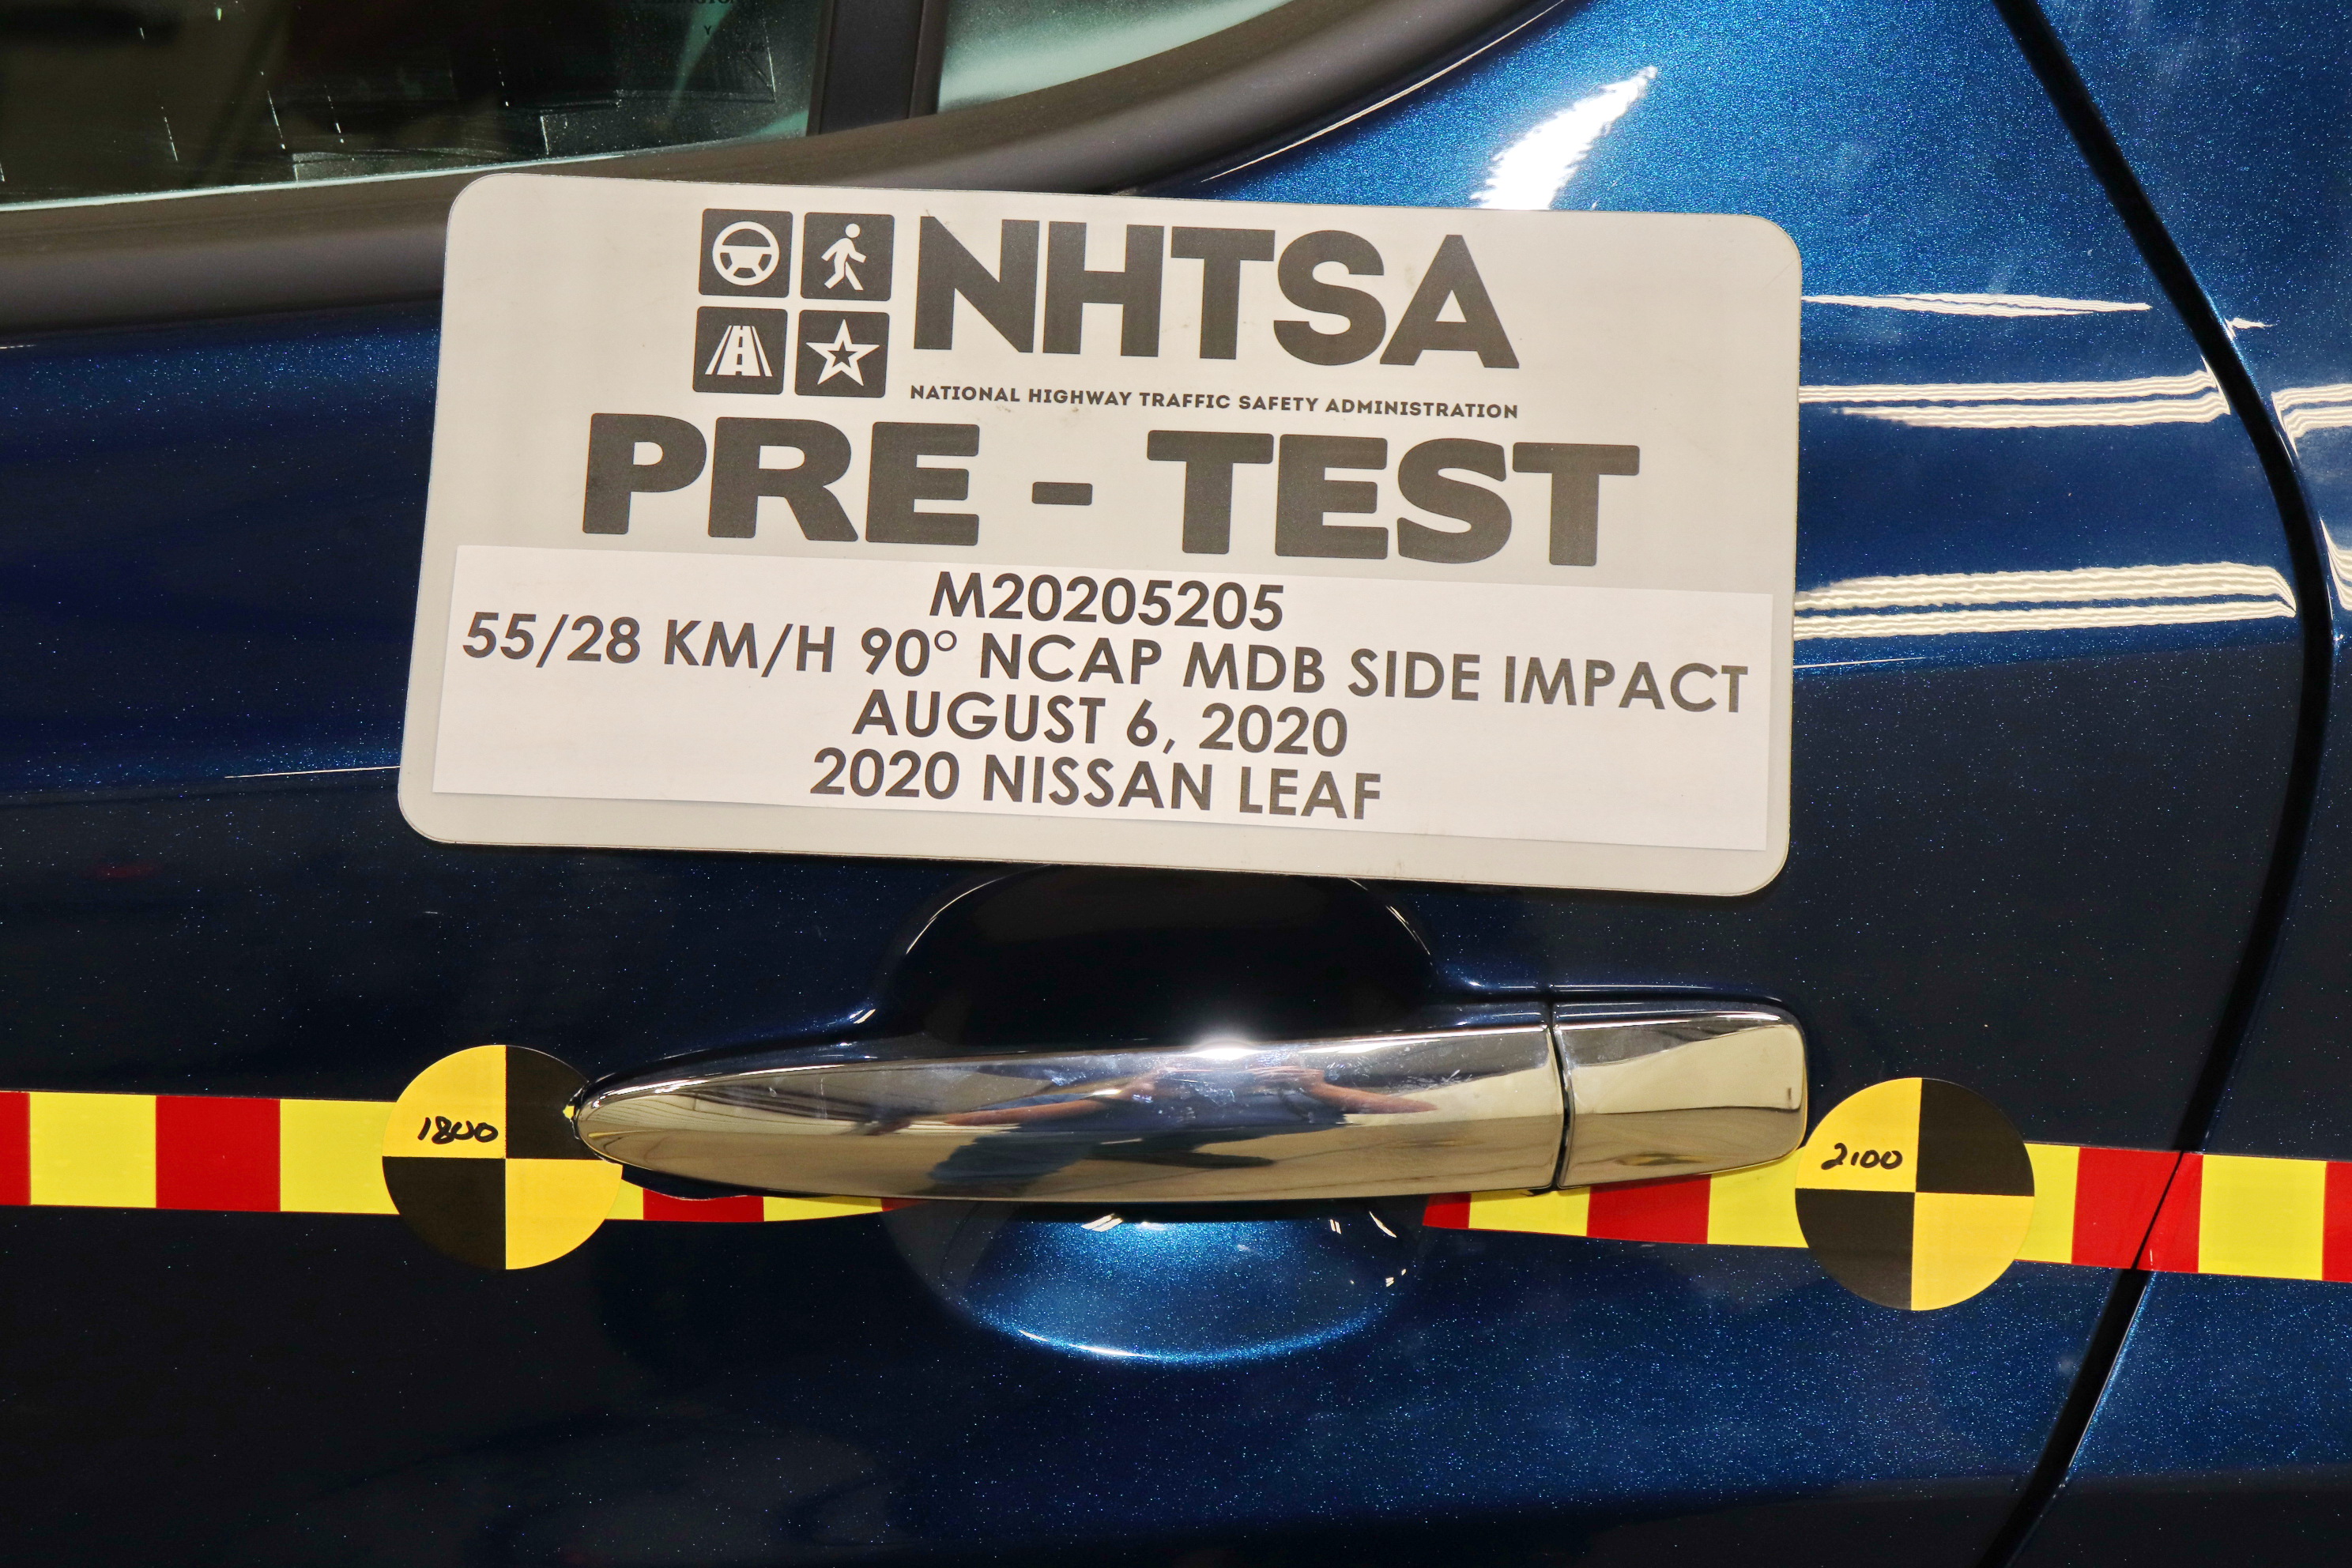 NHTSA
NATIONAL HIGHWAY TRAFFIC SAFETY ADMINISTRATION
PRE - TEST
M20205205
55/28 KM/H 90° NCAP MDB SIDE IMPACT
AUGUST 6, 2020
2020 NISSAN LEAF
1800
2100